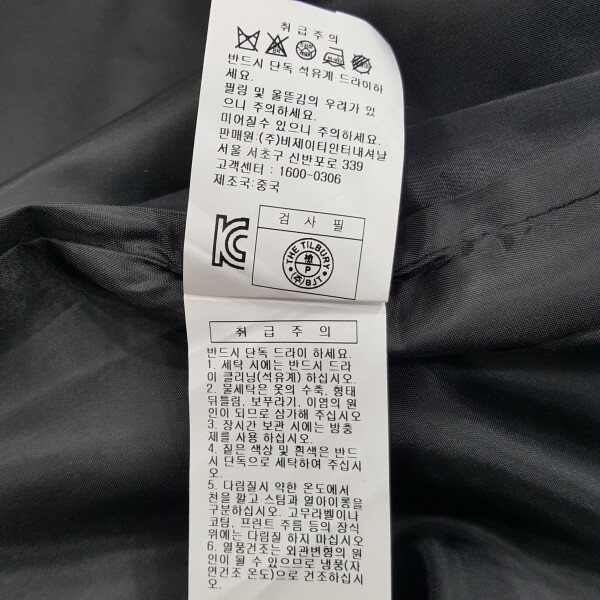 취급주의
반드시 단독 석유계 드라이하
세요.
필링 및 올뜯김의 우려가 있
으니 주의하세요.
미어질수 있으니 주의하세요.
판매원:(주)비제이티인터내셔날
서울 서초구 신반포로 339
고객센터 : 1600-0306
제조국:중국
검 사 필
THE TILBURY
檢
P
(주)BJT
취 급 주 의
반드시 단독 드라이 하세요.
1. 세탁 시에는 반드시 드라
이 클리닝(석유계) 하십시오.
2. 물세탁은 옷의 수축, 형태
뒤틀림, 보푸라기, 이염의 원
인이 되므로 삼가해 주십시오
3. 장시간 보관 시에는 방충
제를 사용 하십시오.
4. 짙은 색상 및 흰색은 반드
시 단독으로 세탁하여 주십시
오.
5. 다림질시 약한 온도에서
천을 깔고 스팀과 열아이롱을
구분하십시오. 고무라벨이나
코팅, 프린트 주름 등의 장식
위에는 다림질 하지 마십시오
6. 열풍건조는 외관변형의 원
인이 될 수 있으므로 냉풍(자
연건조 온도)으로 건조하십시